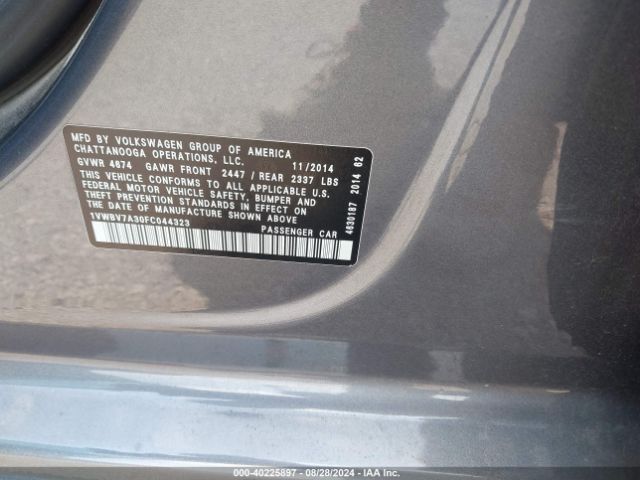 MFD BY VOLKSWAGEN GROUP OF AMERICA
CHATTANOOGA OPERATIONS, LLC. 11/2014
GVWR 4674 GAWR FRONT 2447 / REAR 2337 LBS
THIS VEHICLE CONFORMS TO ALL APPLICABLE U.S.
FEDERAL MOTOR VEHICLE SAFETY, BUMPER AND
THEFT PREVENTION STANDARDS IN EFFECT ON
THE DATE OF MANUFACTURE SHOWN ABOVE
1VWBV7A30FC044323 PASSENGER CAR
4630187 2014 62
000-40225897 - 08/28/2024 - IAA Inc.